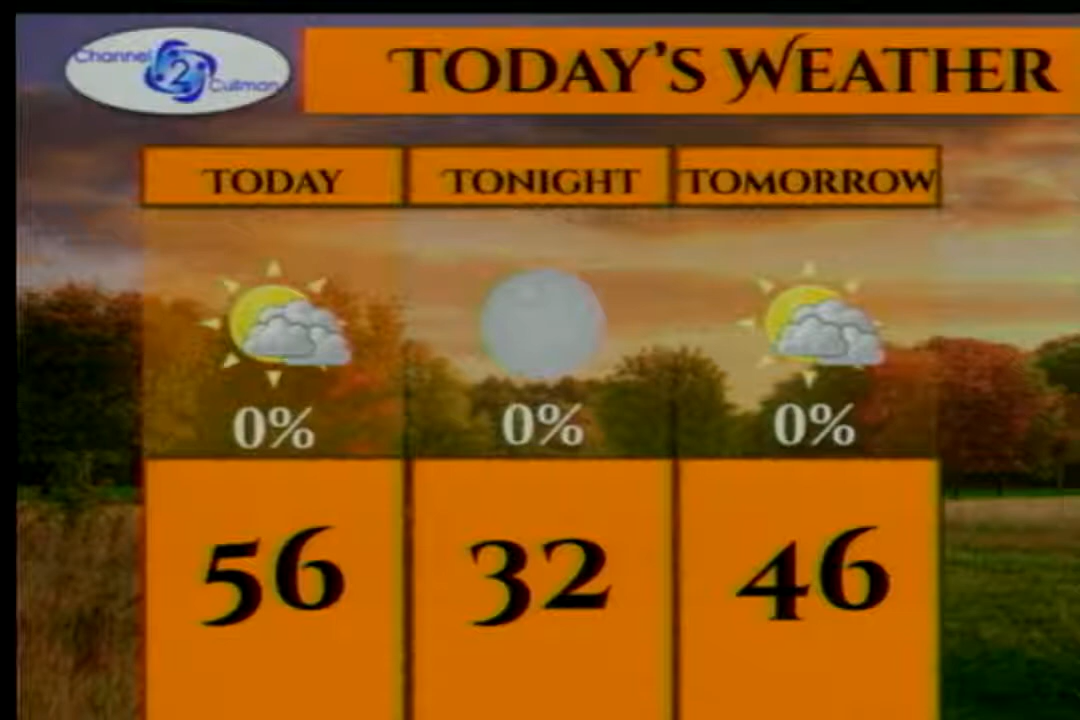 Channel
2
Cullman
TODAY'S WEATHER
TODAY TONIGHT TOMORROW
0% 0% 0%
56 32 46